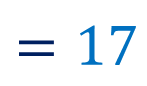 = 17